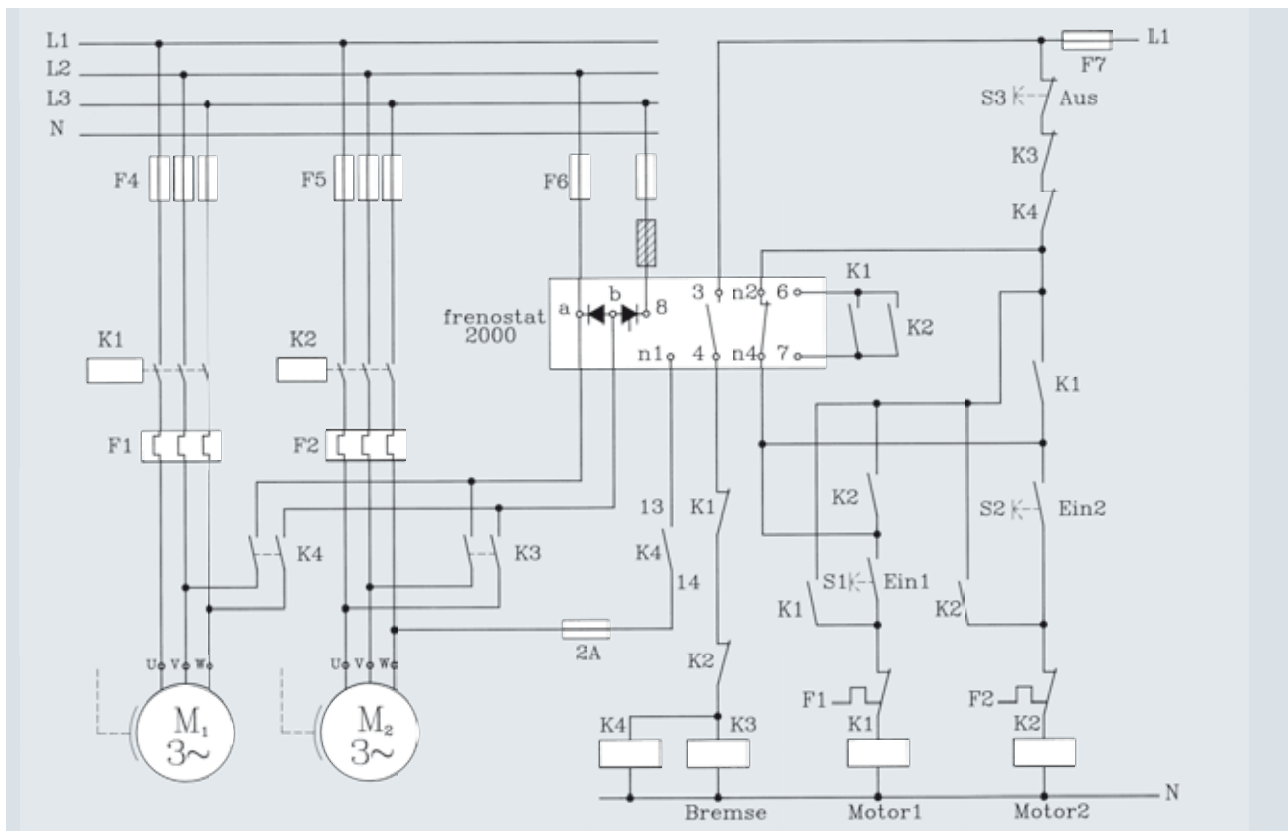 L1
L1
F7
L2
L3
S3 Aus
N
K3
F4 F5 F6
K4
K1
a b 8 3 n2 6
frenostat
2000
K2
K1 K2
n1 4 n4 7
K1
F1 F2
K2
13 K1
S2 Ein2
K4 K3 K4
S1 Ein1
14
K1 K2
2A
K2
U V W U V W
F1 F2
M1
3~
M2
3~
K4 K3 K1 K2
N
Bremse Motor1 Motor2